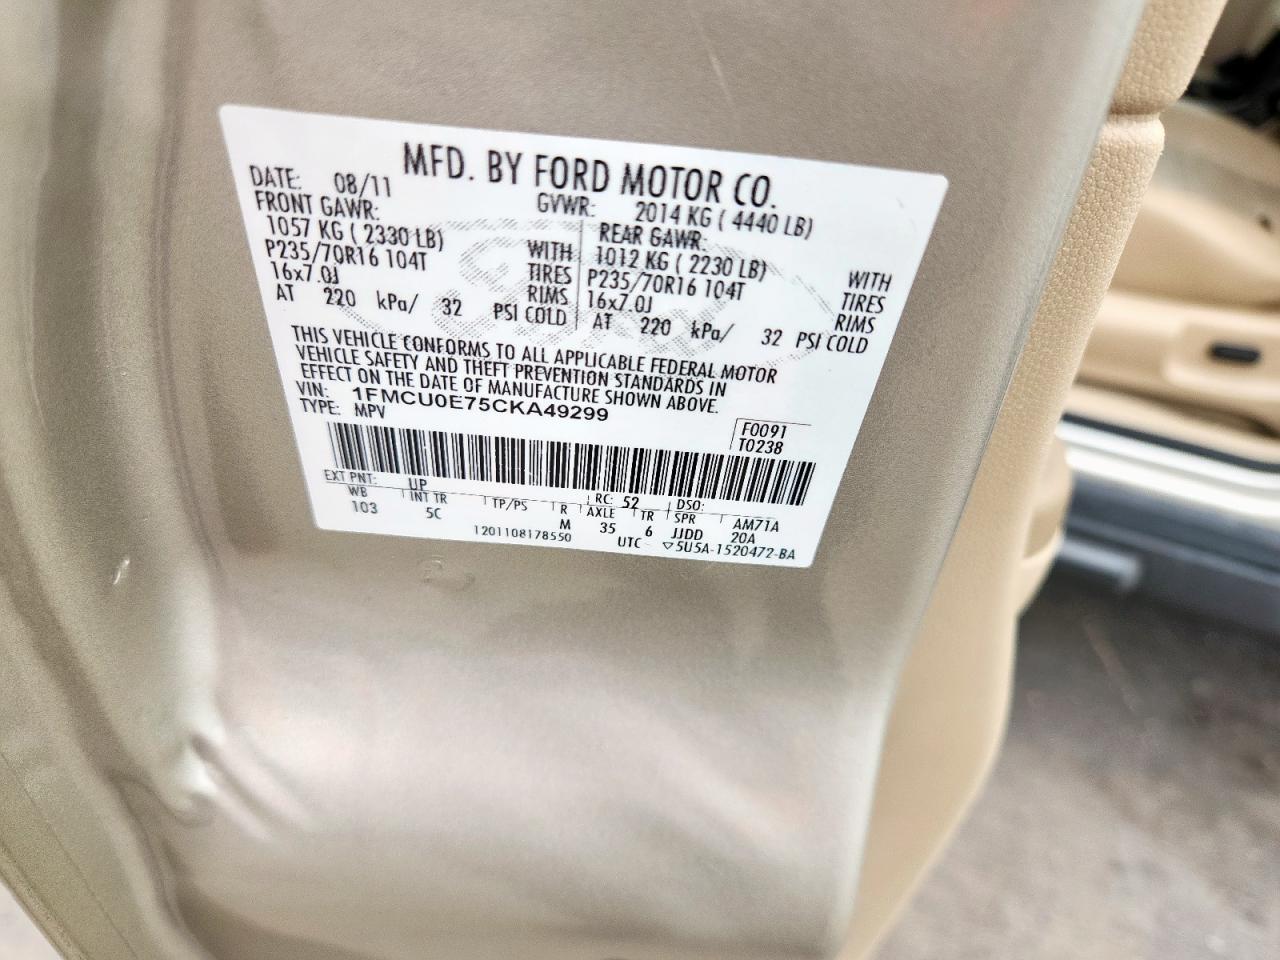 MFD. BY FORD MOTOR CO.
DATE: 08/11 GVWR: 2014 KG ( 4440 LB)
FRONT GAWR: REAR GAWR:
1057 KG ( 2330 LB) WITH 1012 KG ( 2230 LB) WITH
P235/70R16 104T TIRES P235/70R16 104T TIRES
16x7.0J RIMS 16x7.0J RIMS
AT 220 kPa/ 32 PSI COLD AT 220 kPa/ 32 PSI COLD
THIS VEHICLE CONFORMS TO ALL APPLICABLE FEDERAL MOTOR
VEHICLE SAFETY AND THEFT PREVENTION STANDARDS IN
EFFECT ON THE DATE OF MANUFACTURE SHOWN ABOVE.
VIN: 1FMCU0E75CKA49299
TYPE: MPV
F0091
T0238
EXT PNT: UP RC: 52 DSO:
WB INT TR TP/PS R AXLE TR SPR AM71A
103 5C M 35 6 JJDD 20A
1201108178550 UTC ▽5U5A-1520472-BA